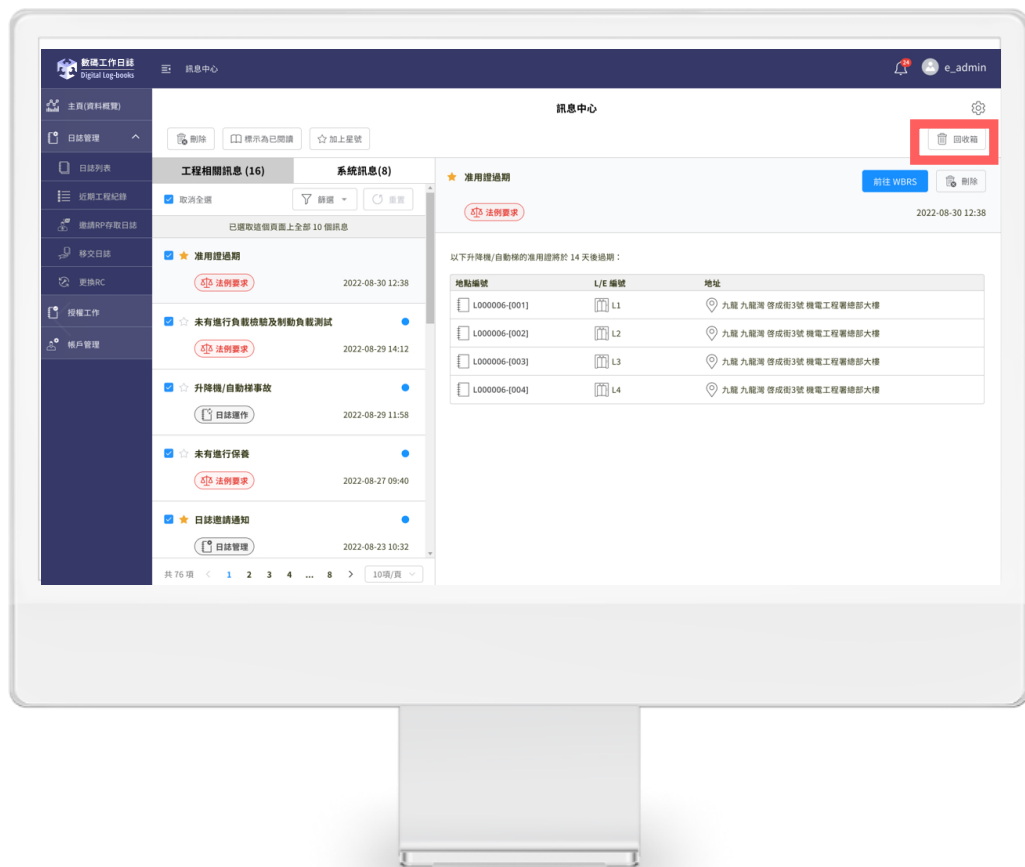 數碼工作日誌
Digital Log-books
訊息中心
24
e_admin
主頁(資料概覽)
日誌管理
日誌列表
近期工程紀錄
邀請RP存取日誌
移交日誌
更換RC
授權工作
帳戶管理
訊息中心
刪除
標示為已閱讀
加上星號
回收箱
工程相關訊息 (16)
系統訊息(8)
取消全選
篩選
重置
已選取這個頁面上全部 10 個訊息
准用證過期
法例要求
2022-08-30 12:38
未有進行負載檢驗及制動負載測試
法例要求
2022-08-29 14:12
升降機/自動梯事故
日誌運作
2022-08-29 11:58
未有進行保養
法例要求
2022-08-27 09:40
日誌邀請通知
日誌管理
2022-08-23 10:32
共 76 項 < 1 2 3 4 ... 8 > 10項/頁
准用證過期
前往 WBRS
刪除
法例要求
2022-08-30 12:38
以下升降機/自動梯的准用證將於 14 天後過期：
地點編號 L/E 編號 地址
L000006-[001] L1 九龍 九龍灣 啓成街3號 機電工程署總部大樓
L000006-[002] L2 九龍 九龍灣 啓成街3號 機電工程署總部大樓
L000006-[003] L3 九龍 九龍灣 啓成街3號 機電工程署總部大樓
L000006-[004] L4 九龍 九龍灣 啓成街3號 機電工程署總部大樓